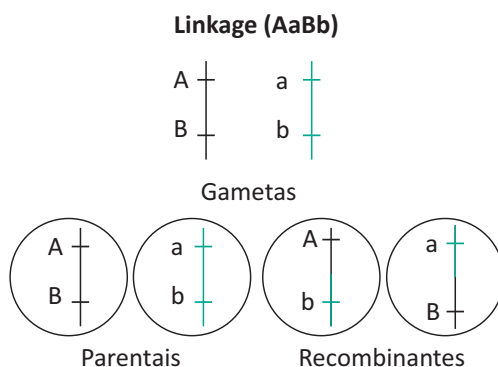 Linkage (AaBb)
A a
B b
Gametas
A a A a
B b b B
Parentais Recombinantes